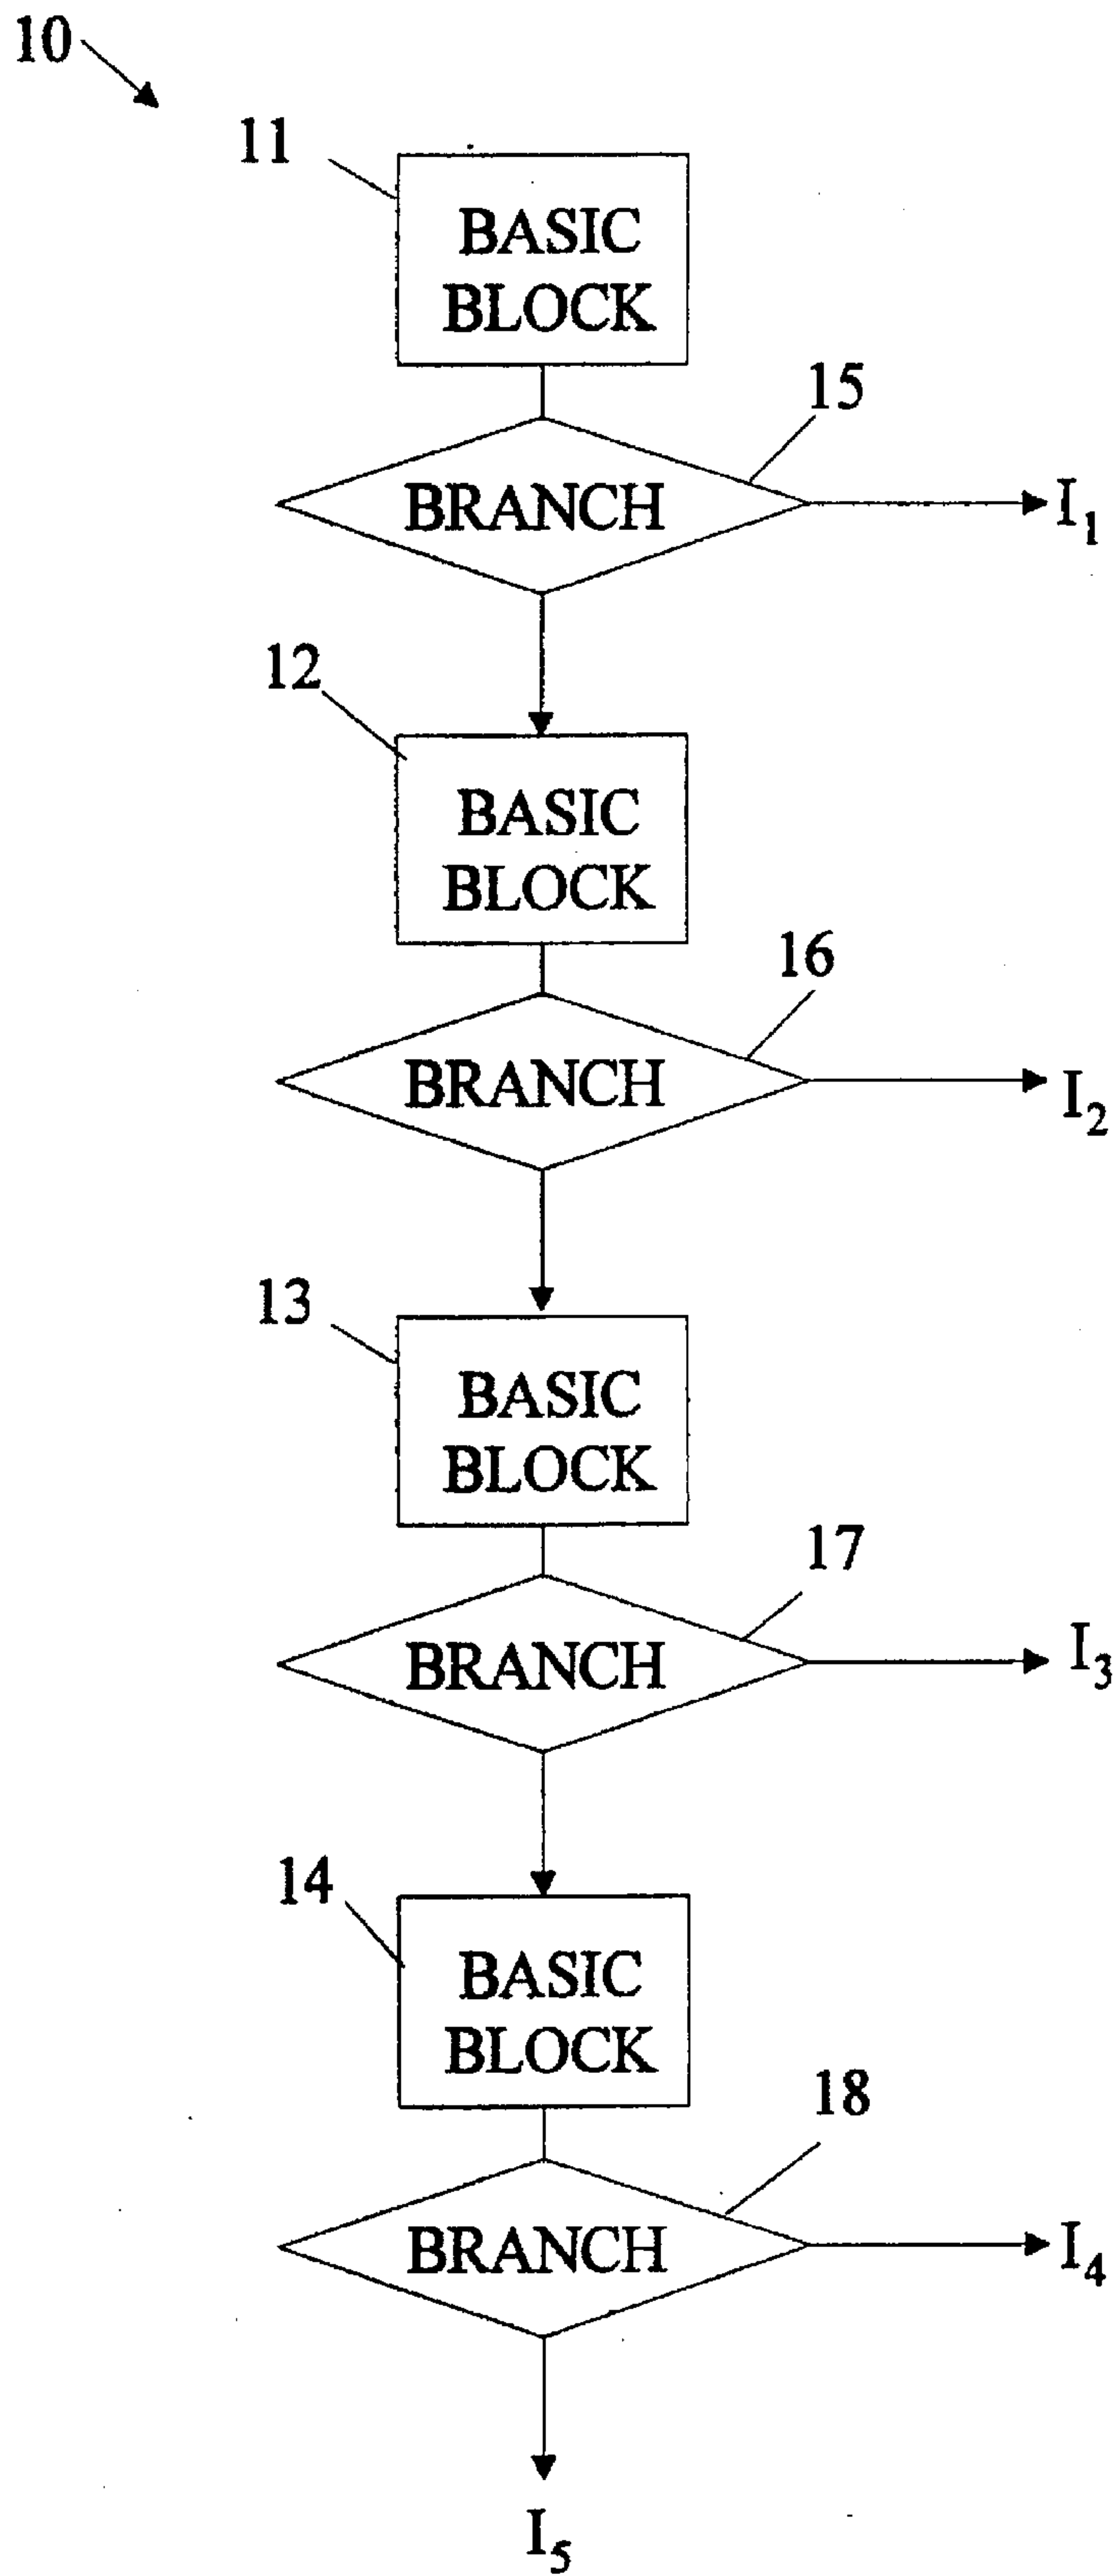 10
11
BASIC
BLOCK
15
BRANCH
I₁
12
BASIC
BLOCK
16
BRANCH
I₂
13
BASIC
BLOCK
17
BRANCH
I₃
14
BASIC
BLOCK
18
BRANCH
I₄
I₅